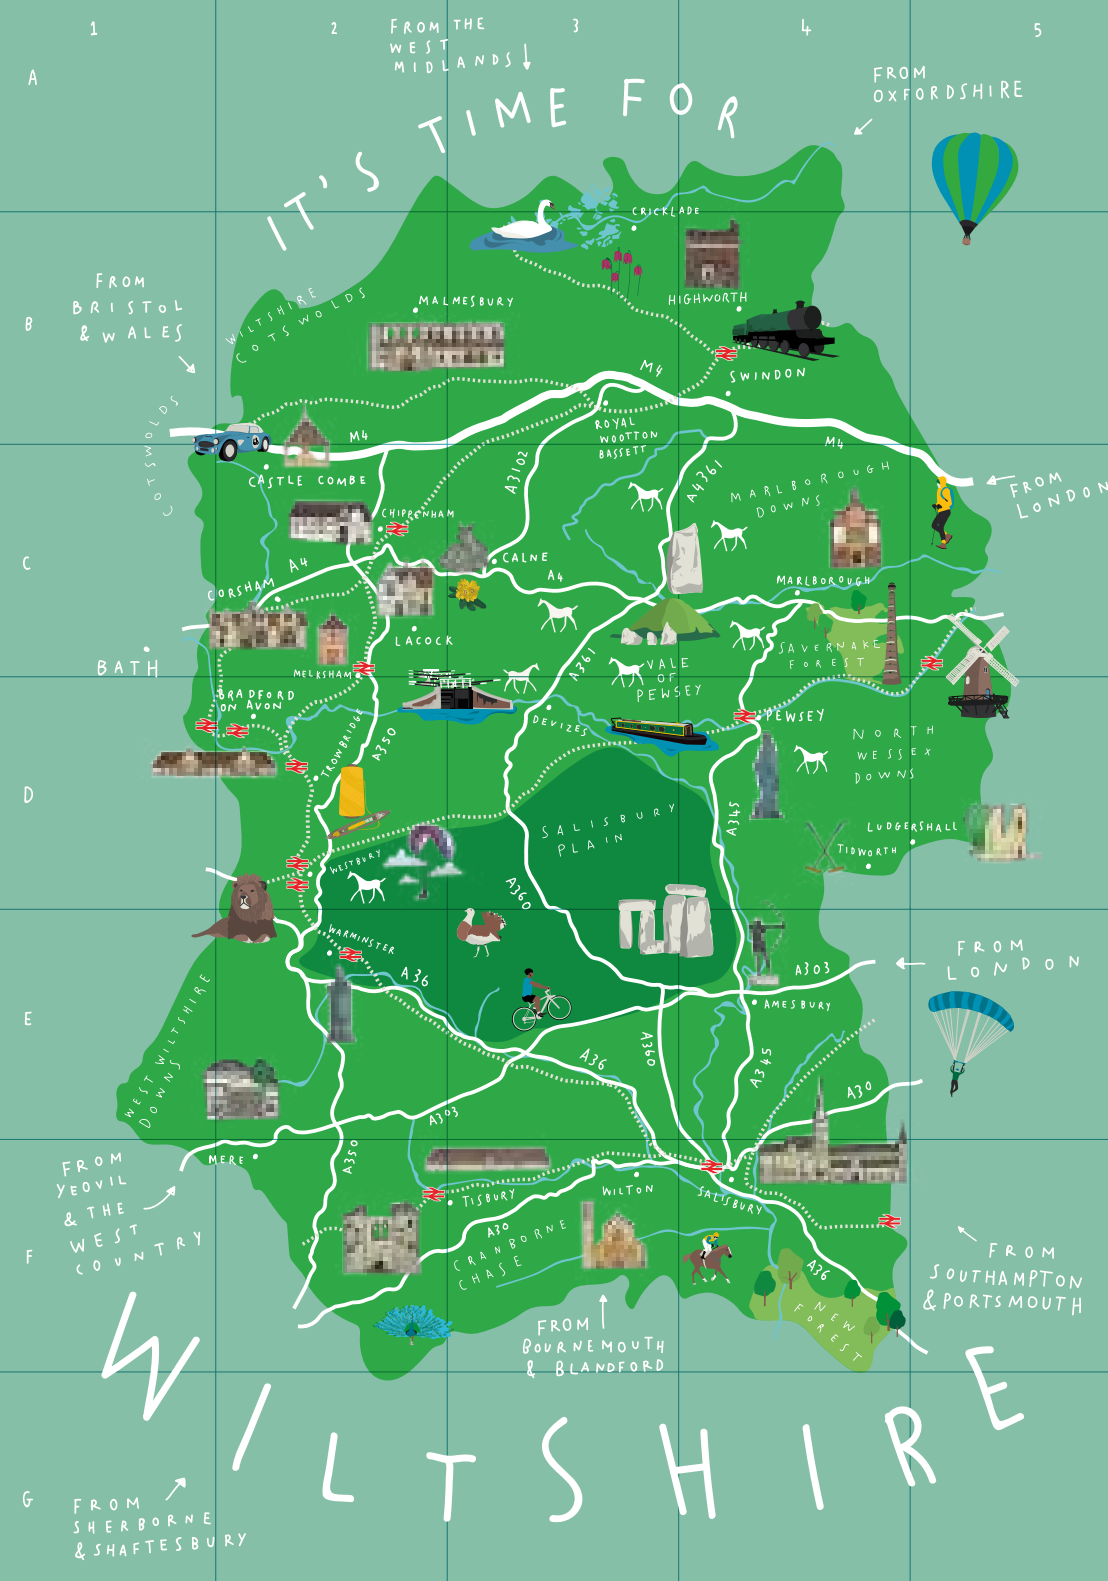 1
2
3
4
5
FROM THE
WEST
MIDLANDS
A
FROM
OXFORDSHIRE
IT'S TIME FOR
CRICKLADE
HIGHWORTH
FROM
BRISTOL
& WALES
B
WILTSHIRE
COTSWOLDS
MALMESBURY
M4
SWINDON
COTSWOLDS
M4
ROYAL
WOOTTON
BASSETT
M4
CASTLE COMBE
A3102
A4361
MARLBOROUGH
DOWNS
FROM
LONDON
CHIPPENHAM
C
A4
CALNE
A4
CORSHAM
MARLBOROUGH
LACOCK
BATH
MELKSHAM
A361
VALE
OF
PEWSEY
SAVERNAKE
FOREST
BRADFORD
ON AVON
DEVIZES
PEWSEY
TROWBRIDGE
A350
NORTH
WESSEX
DOWNS
D
SALISBURY
PLAIN
A345
LUDGERSHALL
TIDWORTH
WESTBURY
A360
WARMINSTER
A36
A303
FROM
LONDON
AMESBURY
E
WEST WILTSHIRE
DOWNS
A36
A360
A345
A30
A303
MERE
A350
FROM
YEOVIL
& THE
WEST
COUNTRY
TISBURY
WILTON
SALISBURY
F
A30
CRANBORNE
CHASE
A36
FROM
SOUTHAMPTON
& PORTSMOUTH
NEW
FOREST
FROM
BOURNEMOUTH
& BLANDFORD
WILTSHIRE
G
FROM
SHERBORNE
& SHAFTESBURY